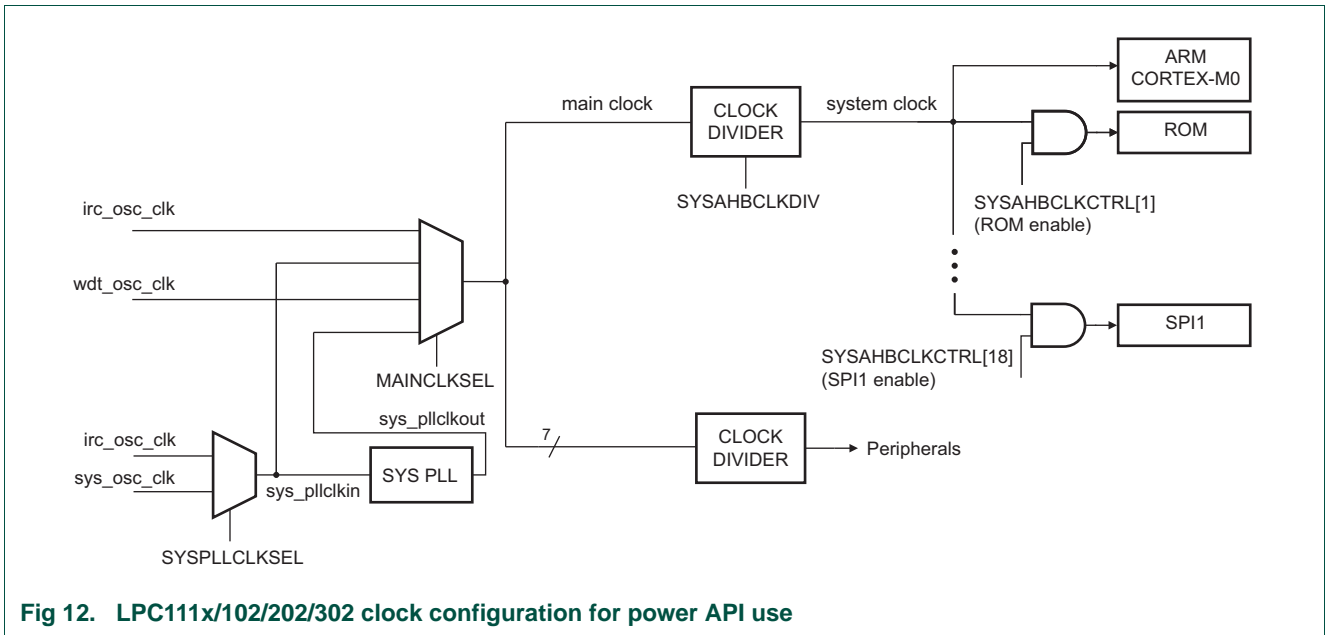 ARM
CORTEX-M0
main clock
CLOCK
DIVIDER
system clock
ROM
SYSAHBCLKDIV
SYSAHBCLKCTRL[1]
(ROM enable)
irc_osc_clk
wdt_osc_clk
SPI1
SYSAHBCLKCTRL[18]
(SPI1 enable)
MAINCLKSEL
sys_pllclkout
irc_osc_clk
7
CLOCK
DIVIDER
Peripherals
sys_osc_clk
SYS PLL
sys_pllclkin
SYSPLLCLKSEL
Fig 12. LPC111x/102/202/302 clock configuration for power API use